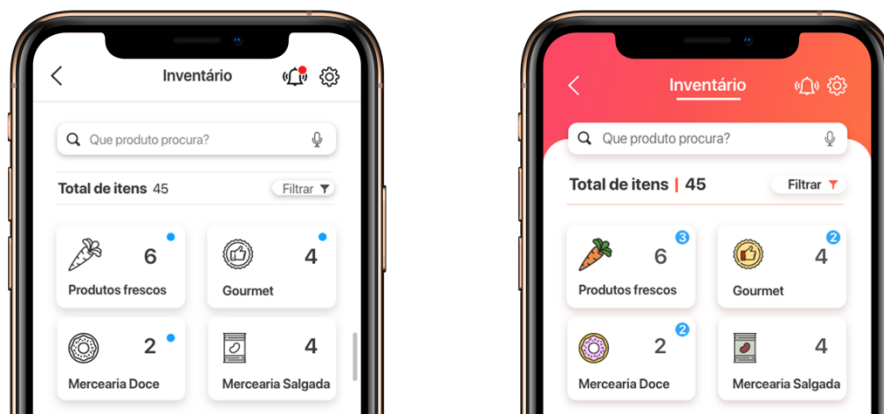 Inventário
Que produto procura?
Total de itens 45
Filtrar
6
4
Produtos frescos
Gourmet
2
4
Mercearia Doce
Mercearia Salgada
Inventário
Que produto procura?
Total de itens | 45
Filtrar
3
2
6
4
Produtos frescos
Gourmet
2
2
4
Mercearia Doce
Mercearia Salgada